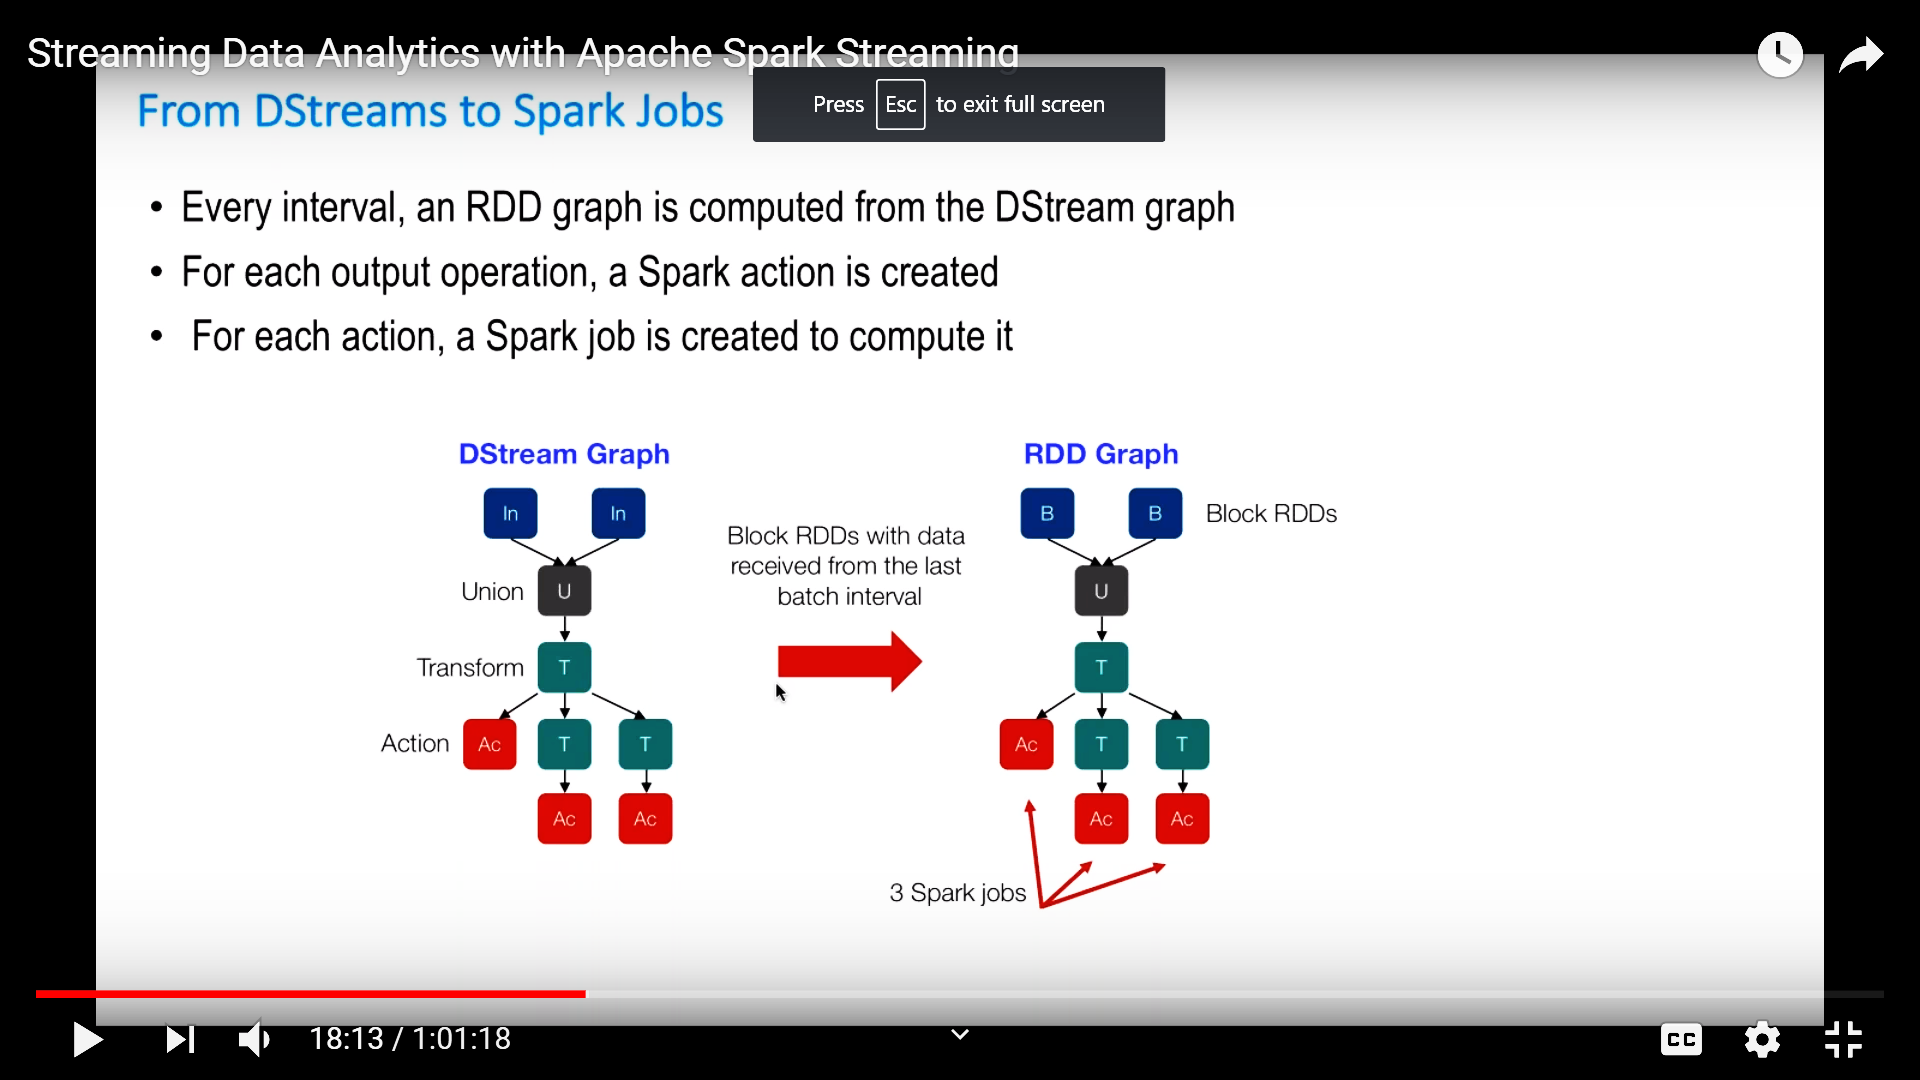 Streaming Data Analytics with Apache Spark Streaming
Press Esc to exit full screen
From DStreams to Spark Jobs
• Every interval, an RDD graph is computed from the DStream graph
• For each output operation, a Spark action is created
• For each action, a Spark job is created to compute it
DStream Graph
In In
Union U
Transform T
Action Ac T T
Ac Ac
Block RDDs with data
received from the last
batch interval
RDD Graph
B B Block RDDs
U
T
Ac T T
Ac Ac
3 Spark jobs
18:13 / 1:01:18
CC